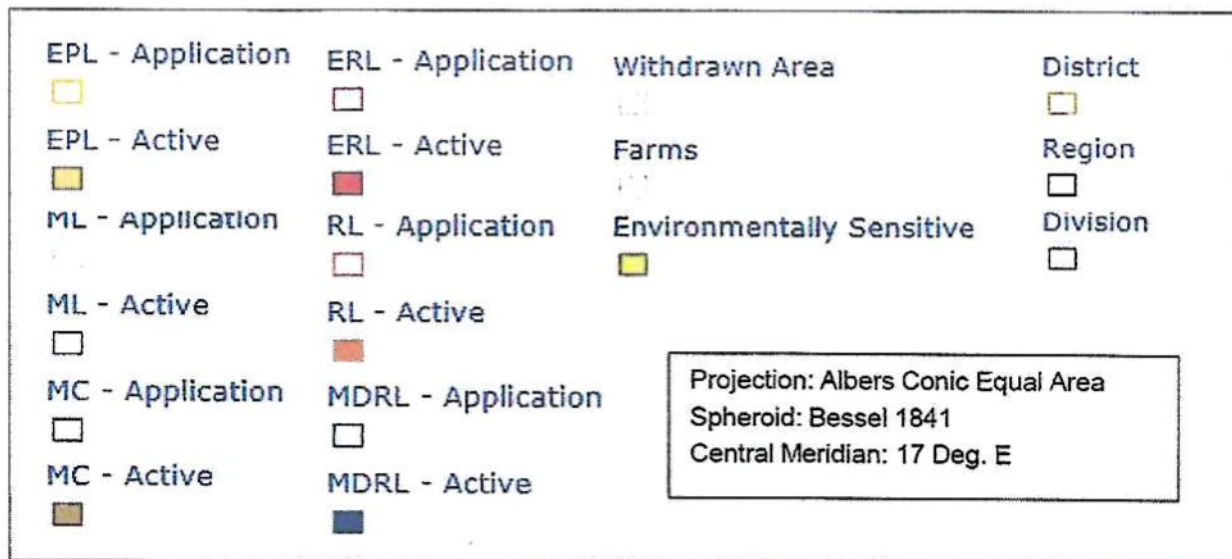 EPL - Application
EPL - Active
ML - Application
ML - Active
MC - Application
MC - Active
ERL - Application
ERL - Active
RL - Application
RL - Active
MDRL - Application
MDRL - Active
Withdrawn Area
Farms
Environmentally Sensitive
District
Region
Division
Projection: Albers Conic Equal Area
Spheroid: Bessel 1841
Central Meridian: 17 Deg. E